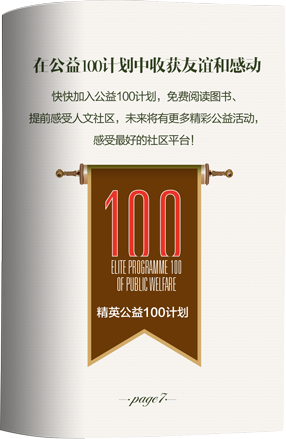 在公益100计划中收获友谊和感动
快快加入公益100计划，免费阅读图书、
提前感受人文社区，未来将有更多精彩公益活动，
感受最好的社区平台！
100
ELITE PROGRAMME 100
OF PUBLIC WELFARE
精英公益100计划
page7